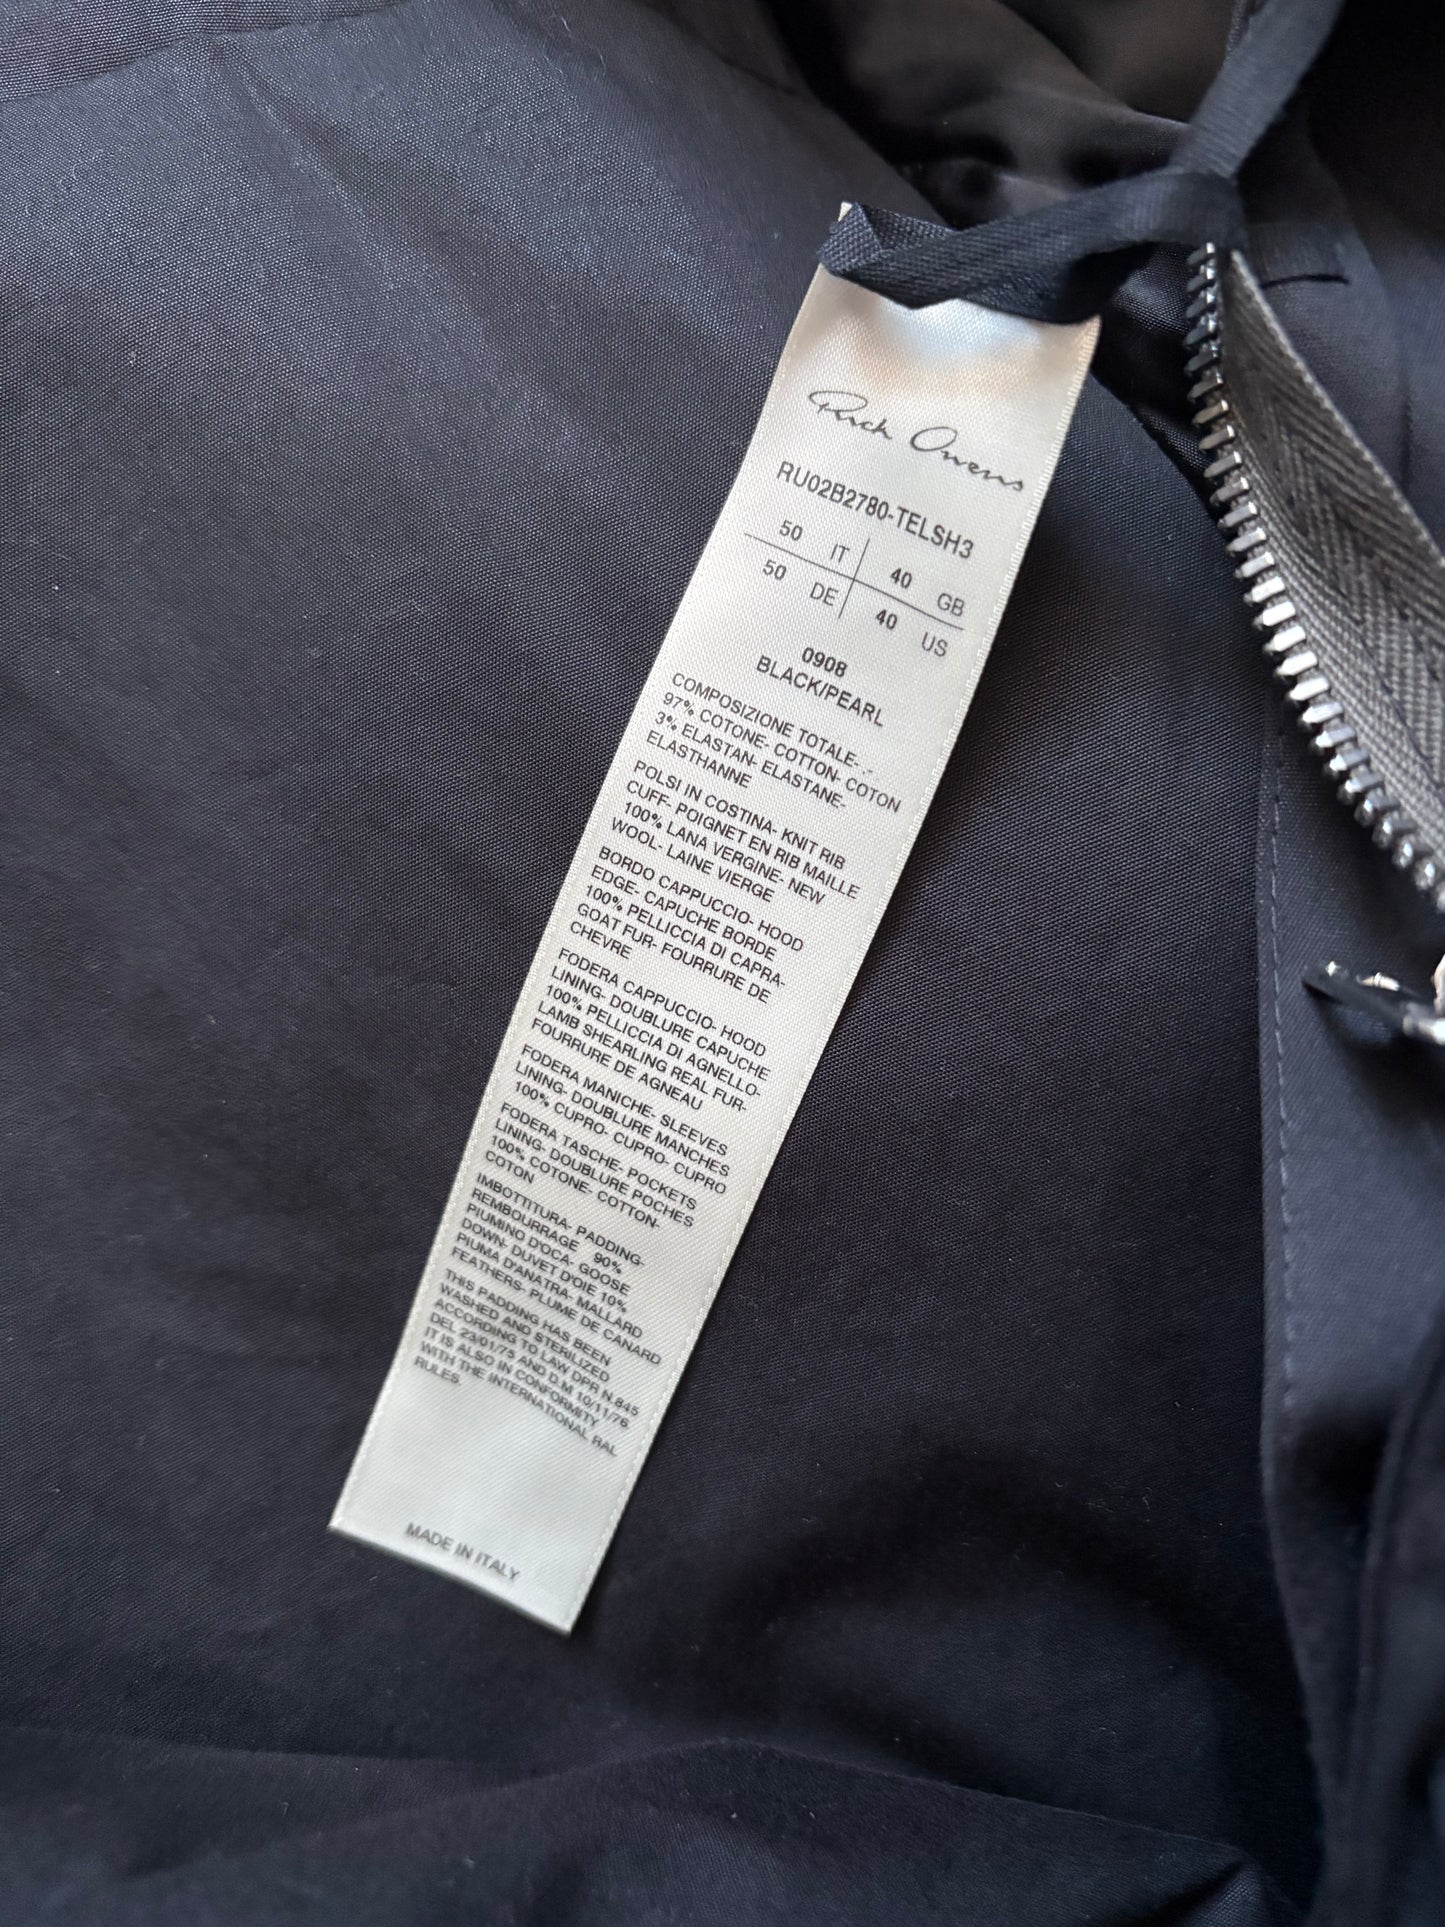 Rick Owens
RU02B2780-TELSH3
50 IT 40 GB
50 DE 40 US
0908
BLACK/PEARL
COMPOSIZIONE TOTALE- .-
97% COTONE- COTTON- COTON
3% ELASTAN- ELASTANE-
ELASTHANNE
POLSI IN COSTINA- KNIT RIB
CUFF- POIGNET EN RIB MAILLE
100% LANA VERGINE- NEW
WOOL- LAINE VIERGE
BORDO CAPPUCCIO- HOOD
EDGE- CAPUCHE BORDE
100% PELLICCIA DI CAPRA-
GOAT FUR- FOURRURE DE
CHEVRE
FODERA CAPPUCCIO- HOOD
LINING- DOUBLURE CAPUCHE
100% PELLICCIA DI AGNELLO-
LAMB SHEARLING REAL FUR-
FOURRURE DE AGNEAU
FODERA MANICHE- SLEEVES
LINING- DOUBLURE MANCHES
100% CUPRO- CUPRO- CUPRO
FODERA TASCHE- POCKETS
LINING- DOUBLURE POCHES
100% COTONE- COTTON-
COTON
IMBOTTITURA- PADDING-
REMBOURRAGE 90%
PIUMINO D'OCA- GOOSE
DOWN- DUVET D'OIE 10%
PIUMA D'ANATRA- MALLARD
FEATHERS- PLUME DE CANARD
THIS PADDING HAS BEEN
WASHED AND STERILIZED
ACCORDING TO LAW DPR N.845
DEL 23/01/75 AND D.M 10/11/76.
IT IS ALSO IN CONFORMITY
WITH THE INTERNATIONAL RAL
RULES.
MADE IN ITALY